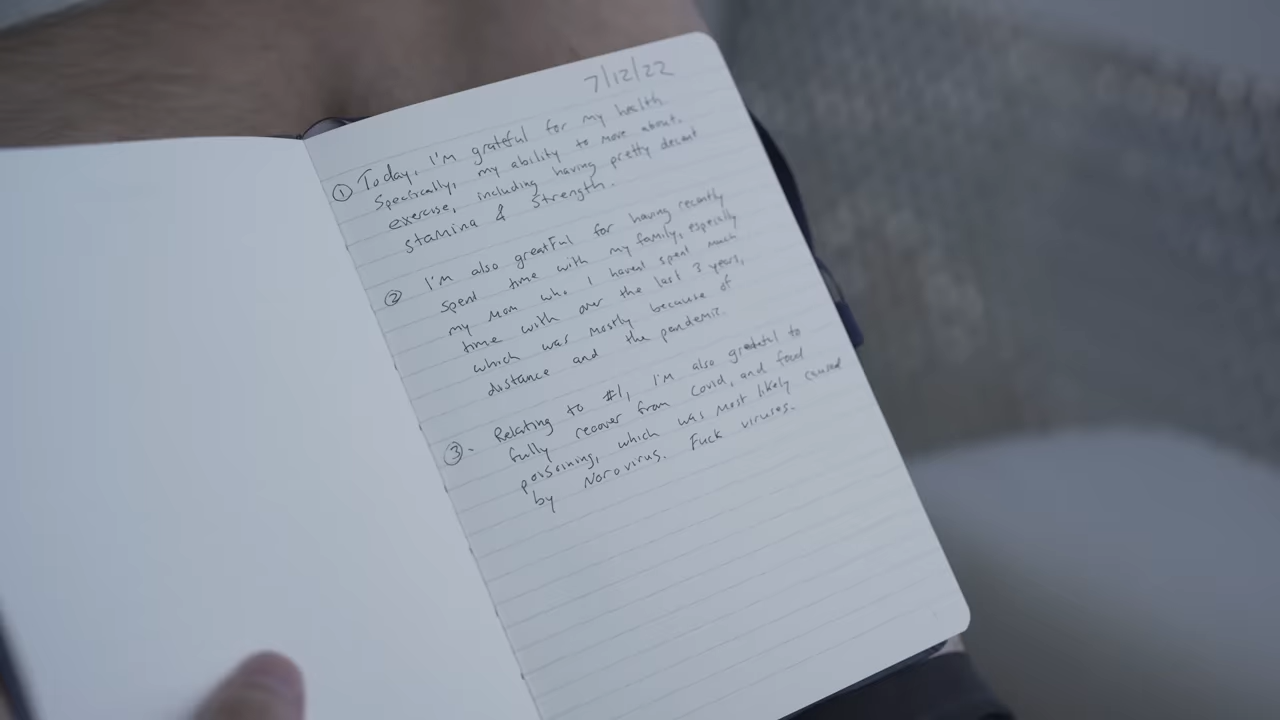 7/12/22
① Today, I'm grateful for my health.
Specfically, my ability to move about.
exercise, including having pretty decent
stamina & strength.
② I'm also greatful for having recently
spent time with my family, especially
my mom who I havent spent much
time with over the last 3 years,
which was mostly because of
distance and the pandemic.
③. Relating to #1, I'm also grateful to
fully recover from covid, and food
poisoning, which was most likely caused
by Norovirus. Fuck viruses.